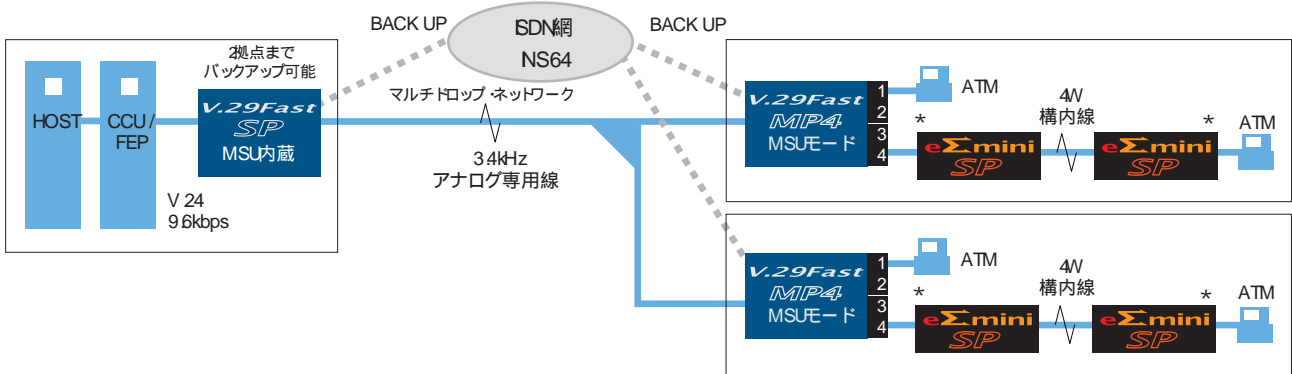 BACK UP
ISDN網
INS64
BACK UP
2拠点まで
バックアップ可能
HOST
CCU /
FEP
V.29Fast
SP
MSU内蔵
V.24
9.6kbps
マルチドロップ・ネットワーク
3.4kHz
アナログ専用線
V.29Fast
MP4
MSUモード
1
2
3
4
ATM
*
eΣmini
SP
4W
構内線
*
eΣmini
SP
ATM
V.29Fast
MP4
MSUモード
1
2
3
4
ATM
*
eΣmini
SP
4W
構内線
*
eΣmini
SP
ATM